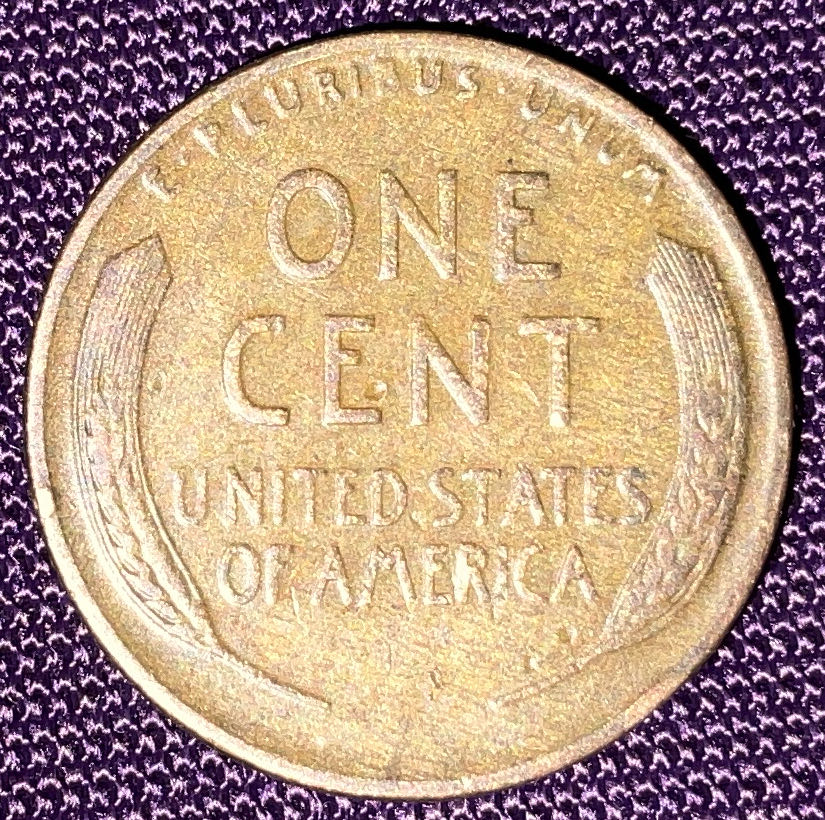 E·PLURIBUS·UNUM
ONE
CENT
UNITED STATES
OF AMERICA